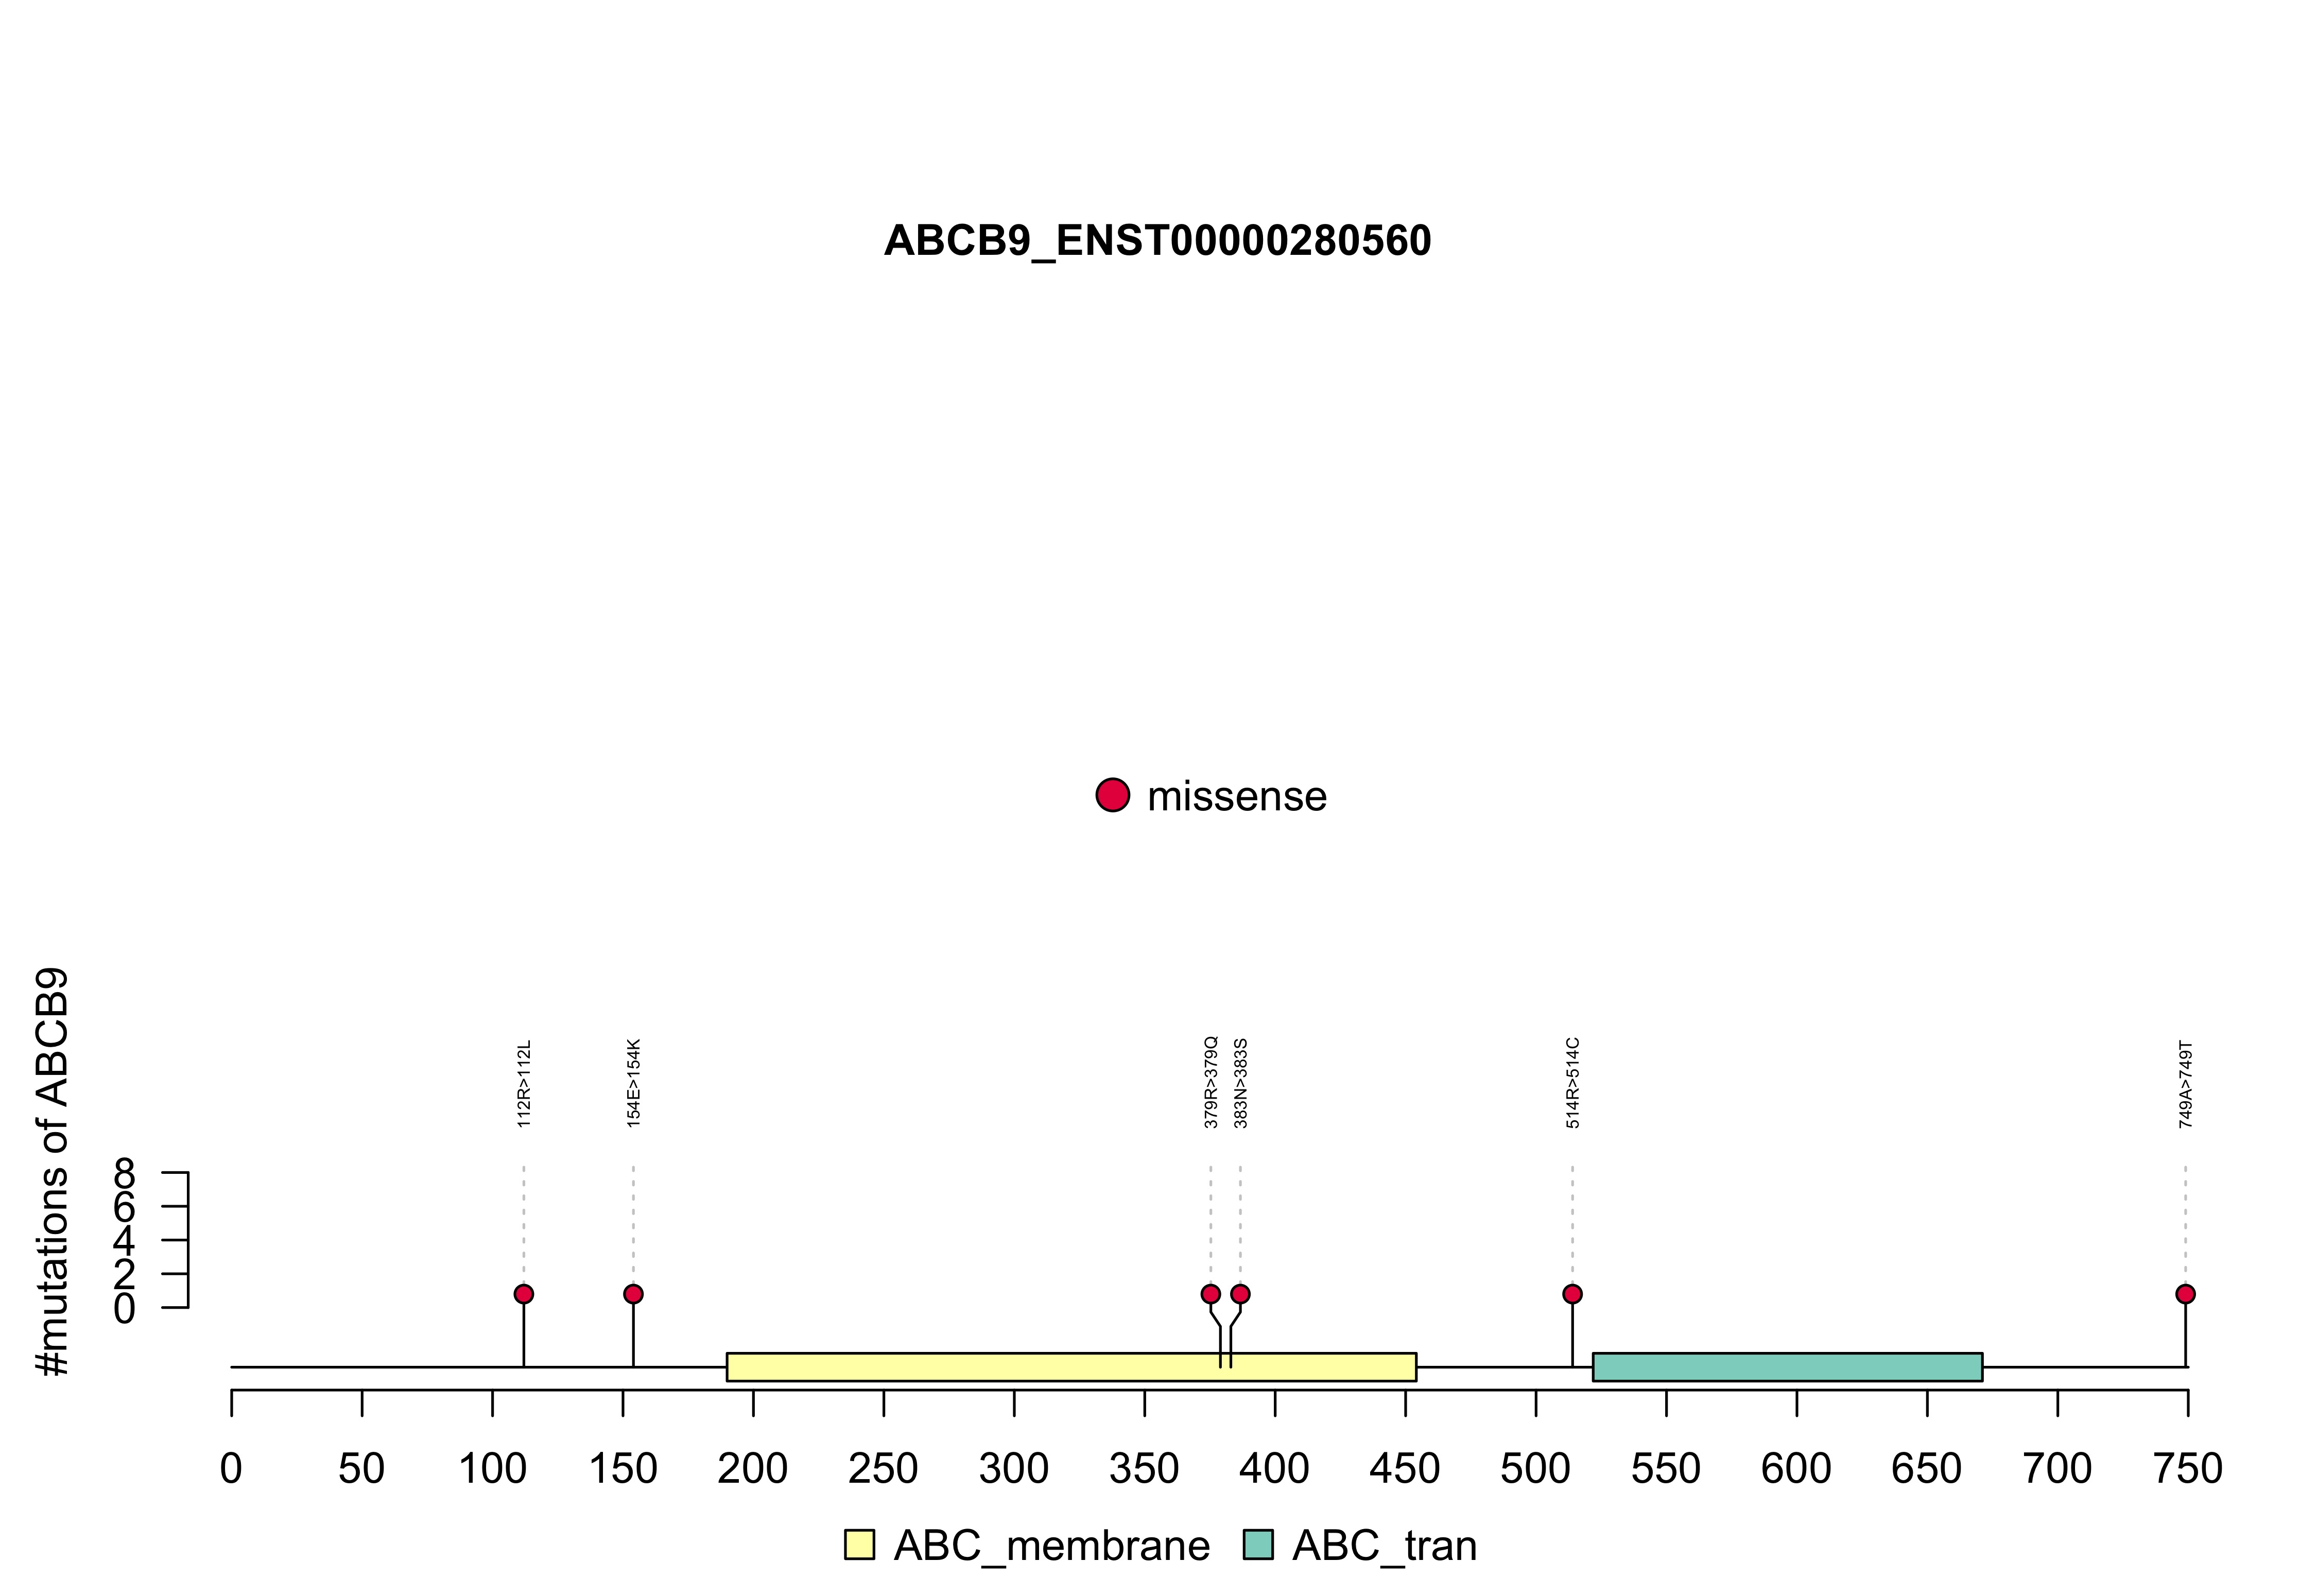 ABCB9_ENST00000280560
missense
#mutations of ABCB9
112R>112L
154E>154K
379R>379Q
383N>383S
514R>514C
749A>749T
8
6
4
2
0
0 50 100 150 200 250 300 350 400 450 500 550 600 650 700 750
ABC_membrane ABC_tran